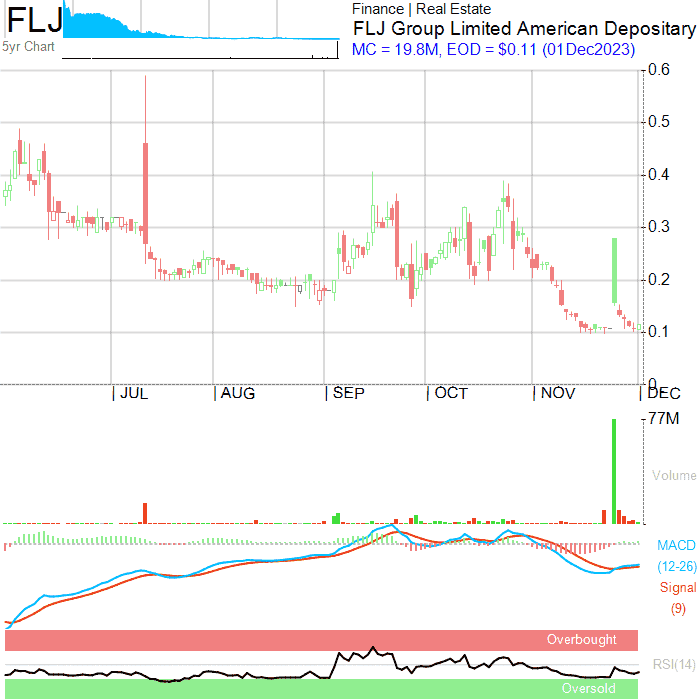 FLJ
5yr Chart
Finance | Real Estate
FLJ Group Limited American Depositary
MC = 19.8M, EOD = $0.11 (01Dec2023)
0.6
0.5
0.4
0.3
0.2
0.1
0
JUL AUG SEP OCT NOV DEC
77M
Volume
MACD
(12-26)
Signal
(9)
Overbought
RSI(14)
Oversold